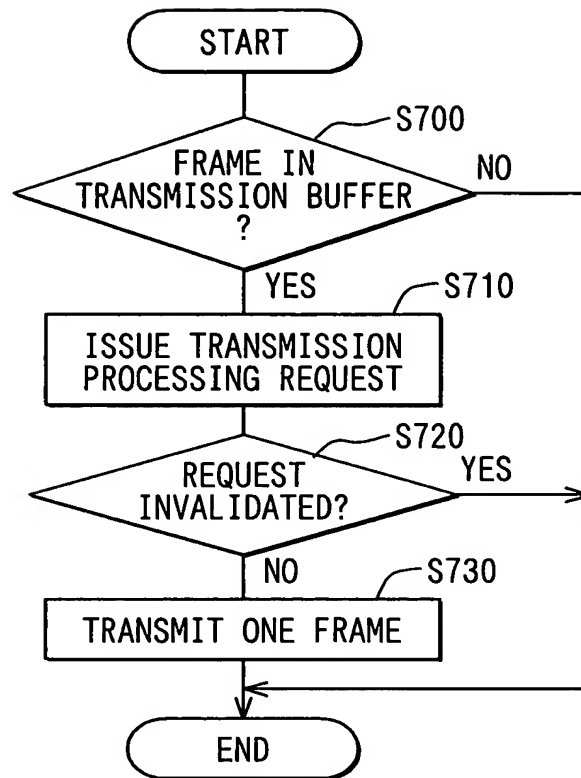 START
S700
FRAME IN
TRANSMISSION BUFFER
?
NO
YES
S710
ISSUE TRANSMISSION
PROCESSING REQUEST
S720
REQUEST
INVALIDATED?
YES
NO
S730
TRANSMIT ONE FRAME
END